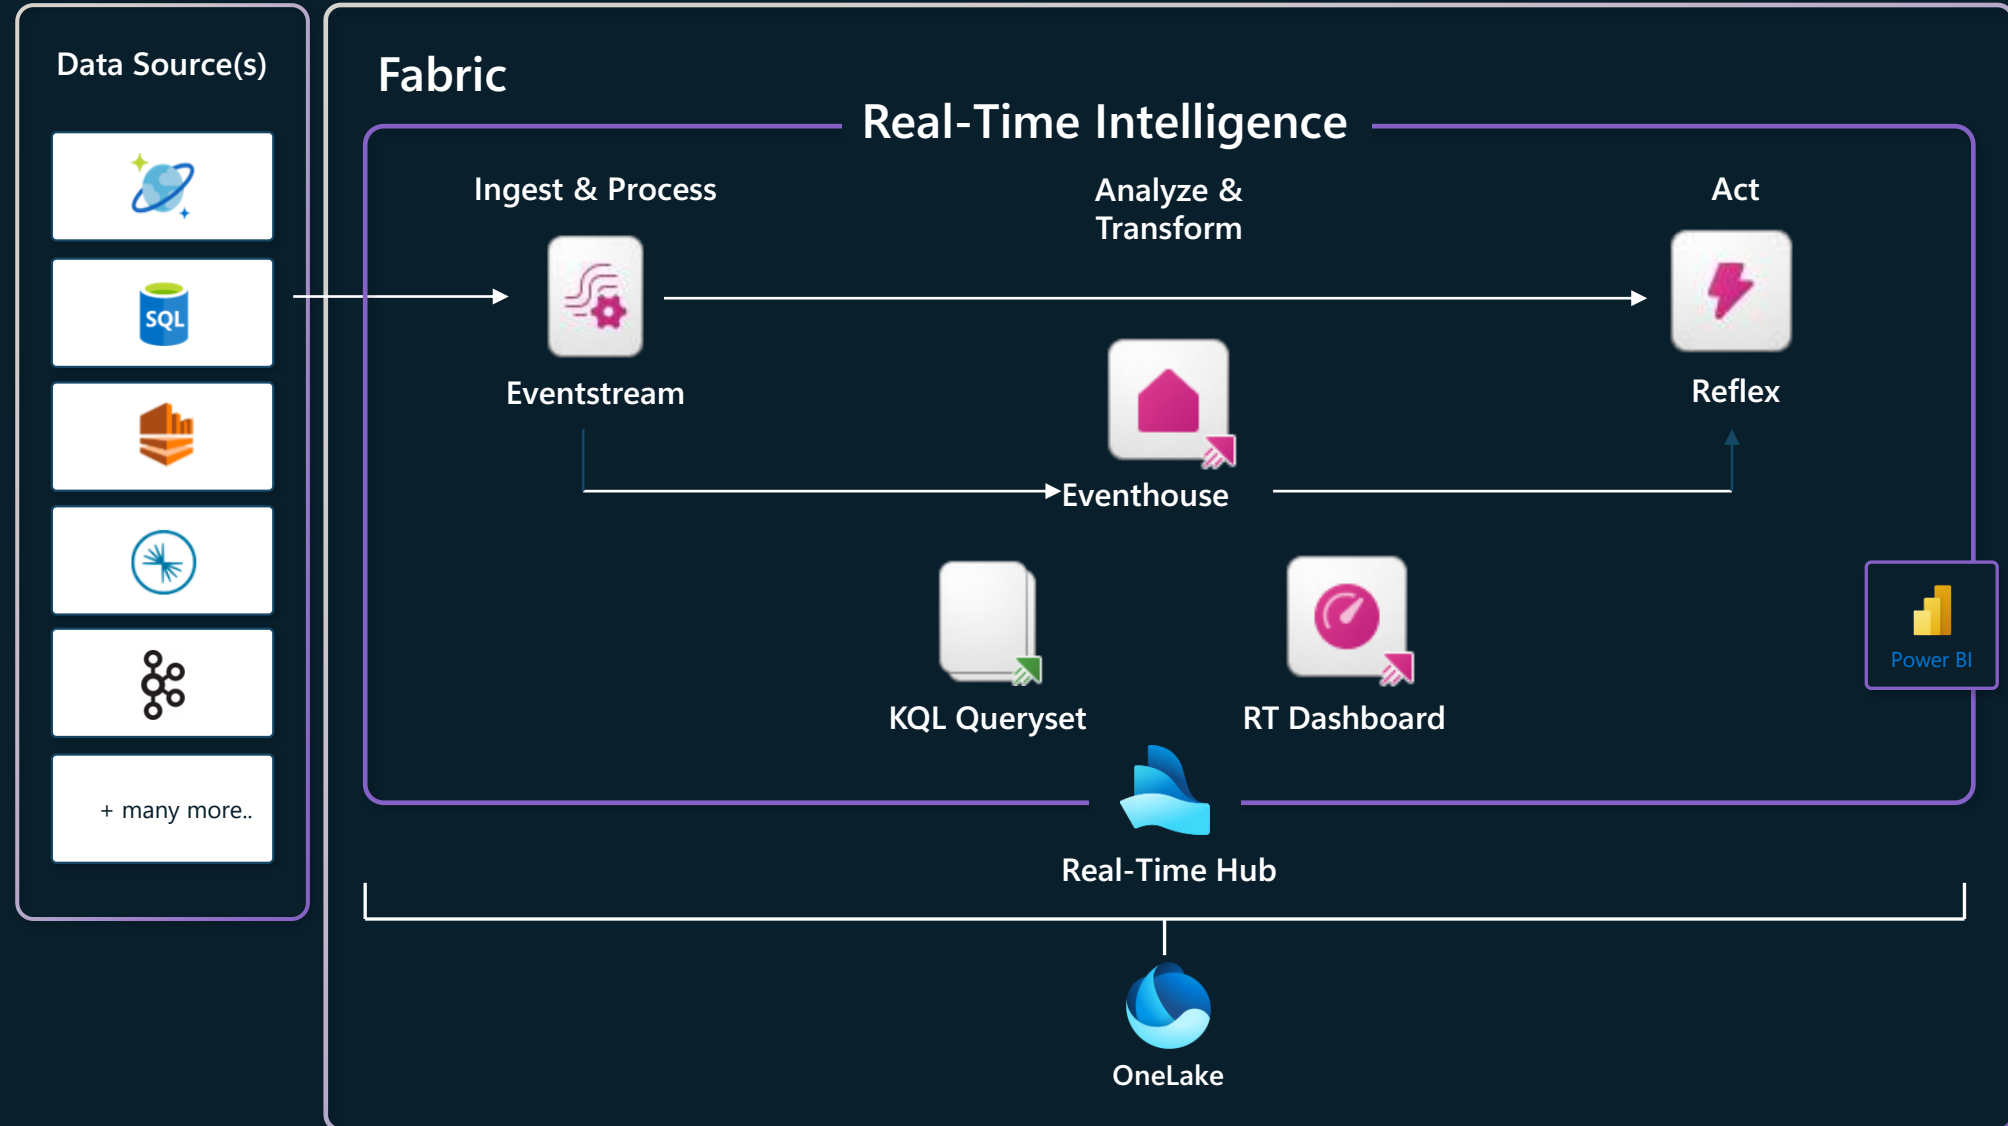 Data Source(s)
SQL
+ many more..
Fabric
Real-Time Intelligence
Ingest & Process
Analyze &
Transform
Act
Eventstream
Reflex
Eventhouse
KQL Queryset
RT Dashboard
Power BI
Real-Time Hub
OneLake